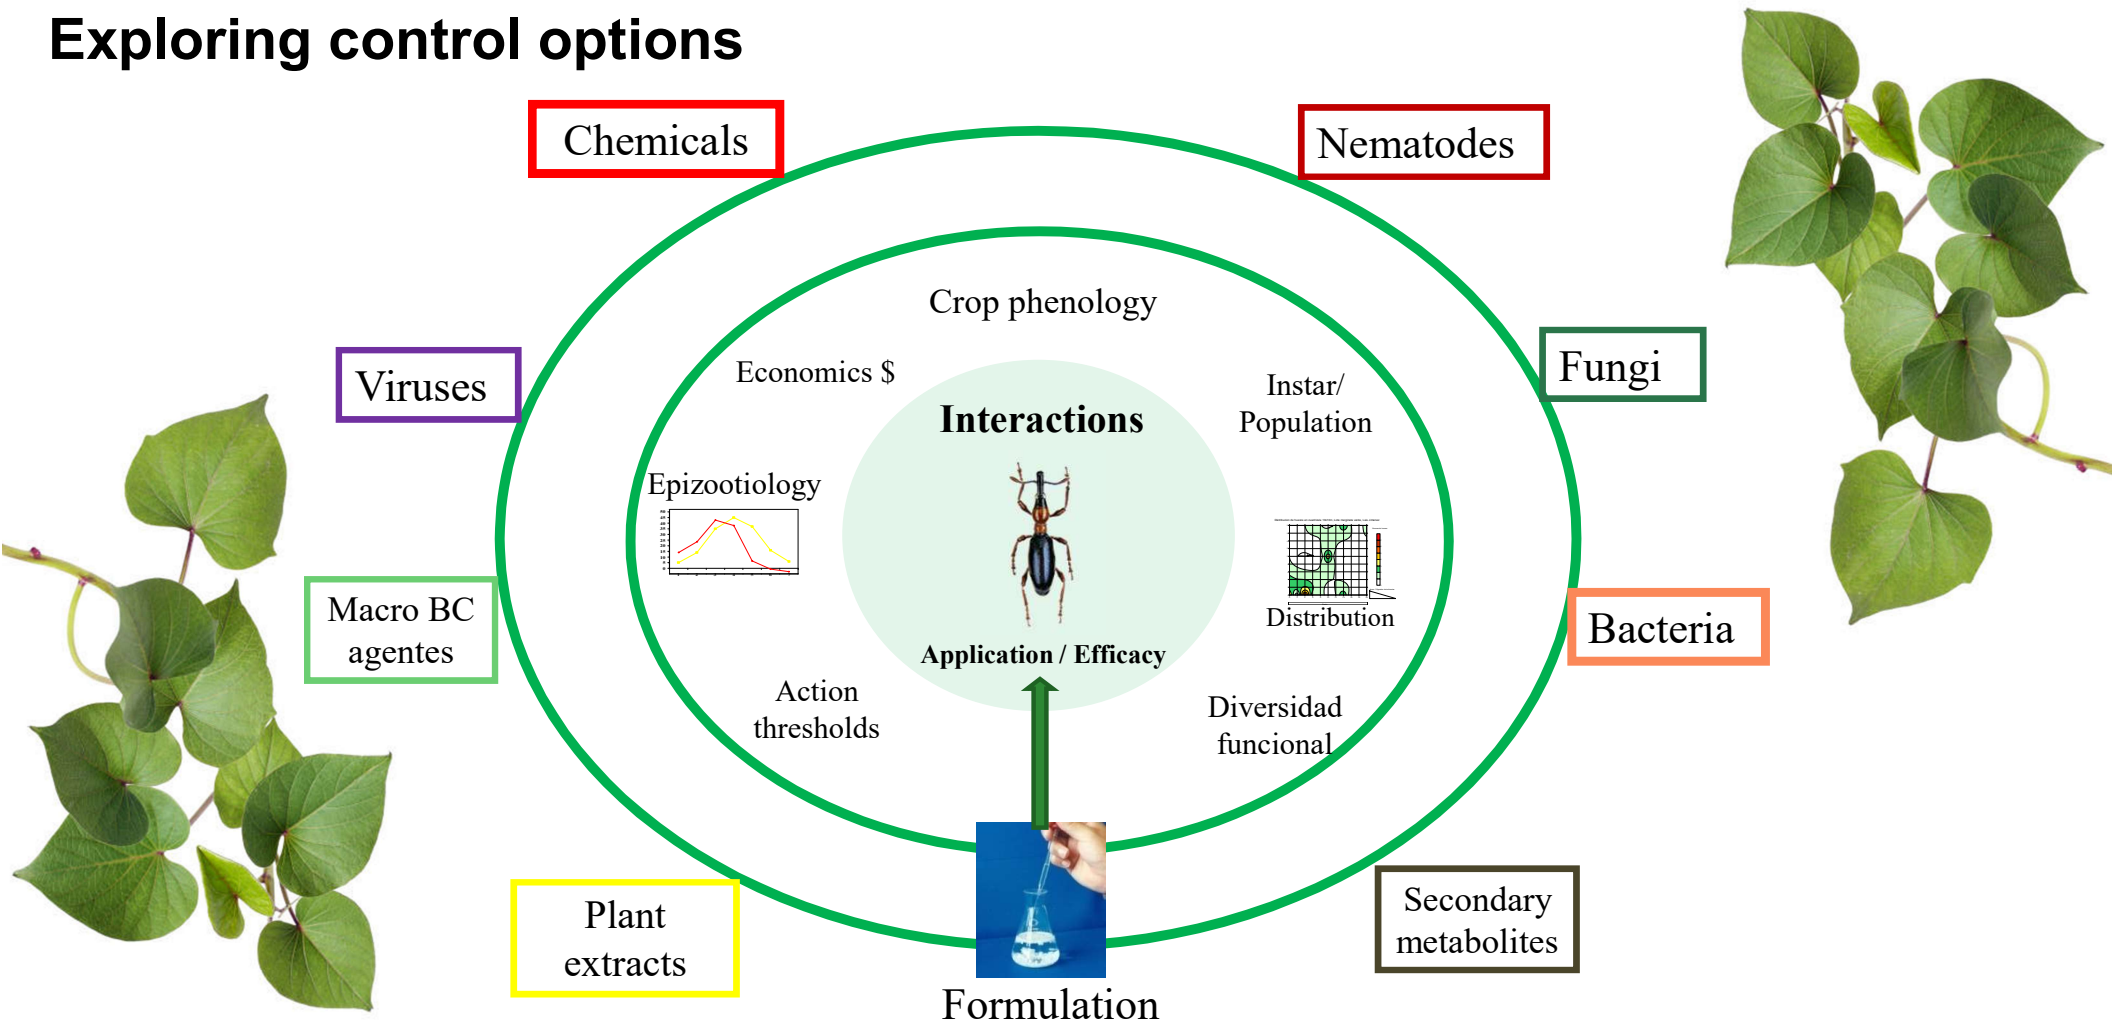 Exploring control options
Chemicals
Nematodes
Crop phenology
Economics $
Instar/
Population
Viruses
Fungi
Interactions
Epizootiology
Distribution
Macro BC
agentes
Bacteria
Application / Efficacy
Action
thresholds
Diversidad
funcional
Plant
extracts
Secondary
metabolites
Formulation